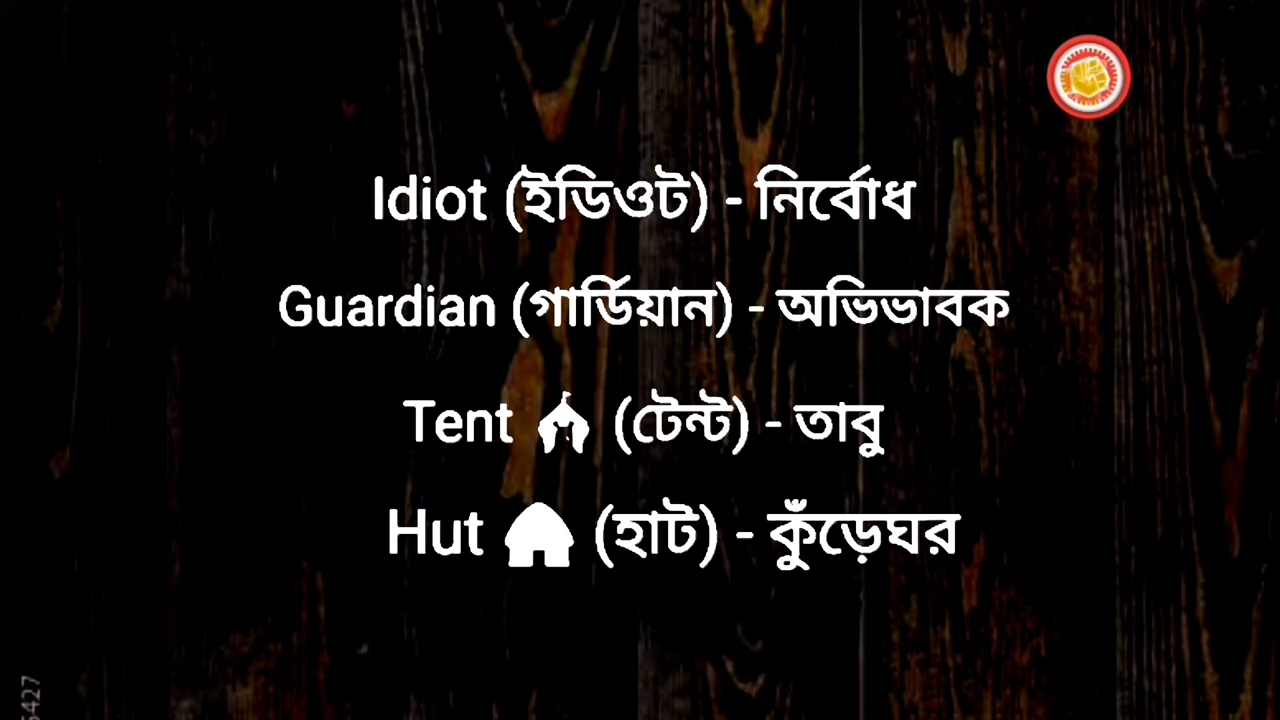 Idiot (ইডিওট) - নির্বোধ
Guardian (গার্ডিয়ান) - অভিভাবক
Tent (টেন্ট) - তাবু
Hut (হাট) - কুঁড়েঘর